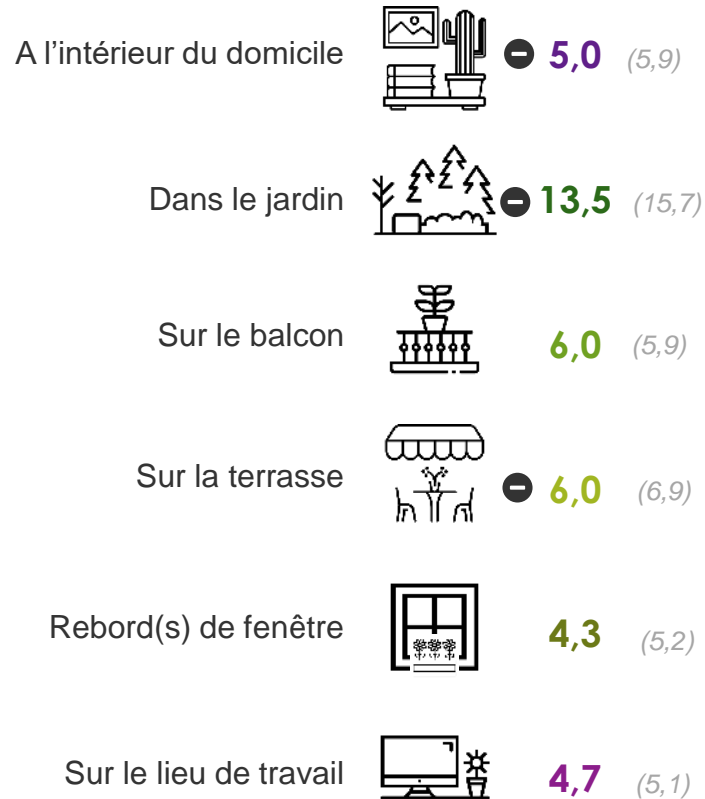 A l’intérieur du domicile 5,0 (5,9)
Dans le jardin 13,5 (15,7)
Sur le balcon 6,0 (5,9)
Sur la terrasse 6,0 (6,9)
Rebord(s) de fenêtre 4,3 (5,2)
Sur le lieu de travail 4,7 (5,1)